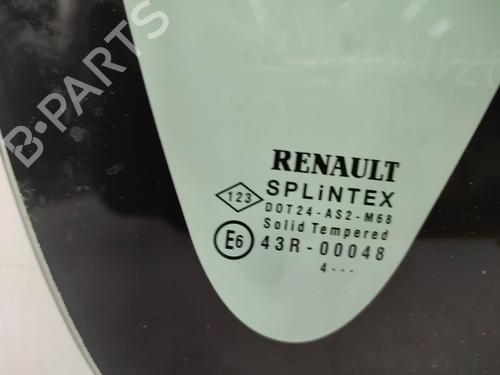 B-PARTS
RENAULT
123 SPLiNTEX
DOT24-AS2-M68
Solid Tempered
E6 43R-00048
4---